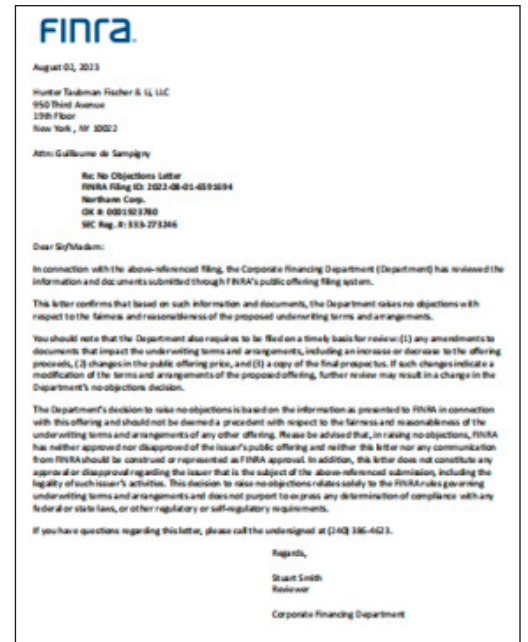 FINRA
August 02, 2023
Hunter Taubman Fischer & Li, LLC
950 Third Avenue
19th Floor
New York , NY 10022
Attn: Guillaume de Sampigny
Re: No Objections Letter
FINRA Filing ID: 2022-08-01-6591694
Northann Corp.
CIK #: 0001923780
SEC Reg. #: 333-273246
Dear Sir/Madam:
In connection with the above-referenced filing, the Corporate Financing Department (Department) has reviewed the
information and documents submitted through FINRA's public offering filing system.
This letter confirms that based on such information and documents, the Department raises no objections with
respect to the fairness and reasonableness of the proposed underwriting terms and arrangements.
You should note that the Department also requires to be filed on a timely basis for review: (1) any amendments to
documents that impact the underwriting terms and arrangements, including an increase or decrease to the offering
proceeds, (2) changes in the public offering price, and (3) a copy of the final prospectus. If such changes indicate a
modification of the terms and arrangements of the proposed offering, further review may result in a change in the
Department's no objections decision.
The Department's decision to raise no objections is based on the information as presented to FINRA in connection
with this offering and should not be deemed a precedent with respect to the fairness and reasonableness of the
underwriting terms and arrangements of any other offering. Please be advised that, in raising no objections, FINRA
has neither approved nor disapproved of the issuer's public offering and neither this letter nor any communication
from FINRA should be construed or represented as FINRA approval. In addition, this letter does not constitute any
approval or disapproval regarding the issuer that is the subject of the above-referenced submission, including the
legality of such issuer's activities. This decision to raise no objections relates solely to the FINRA rules governing
underwriting terms and arrangements and does not purport to express any determination of compliance with any
federal or state laws, or other regulatory or self-regulatory requirements.
If you have questions regarding this letter, please call the undersigned at (240) 386-4623.
Regards,
Stuart Smith
Reviewer
Corporate Financing Department